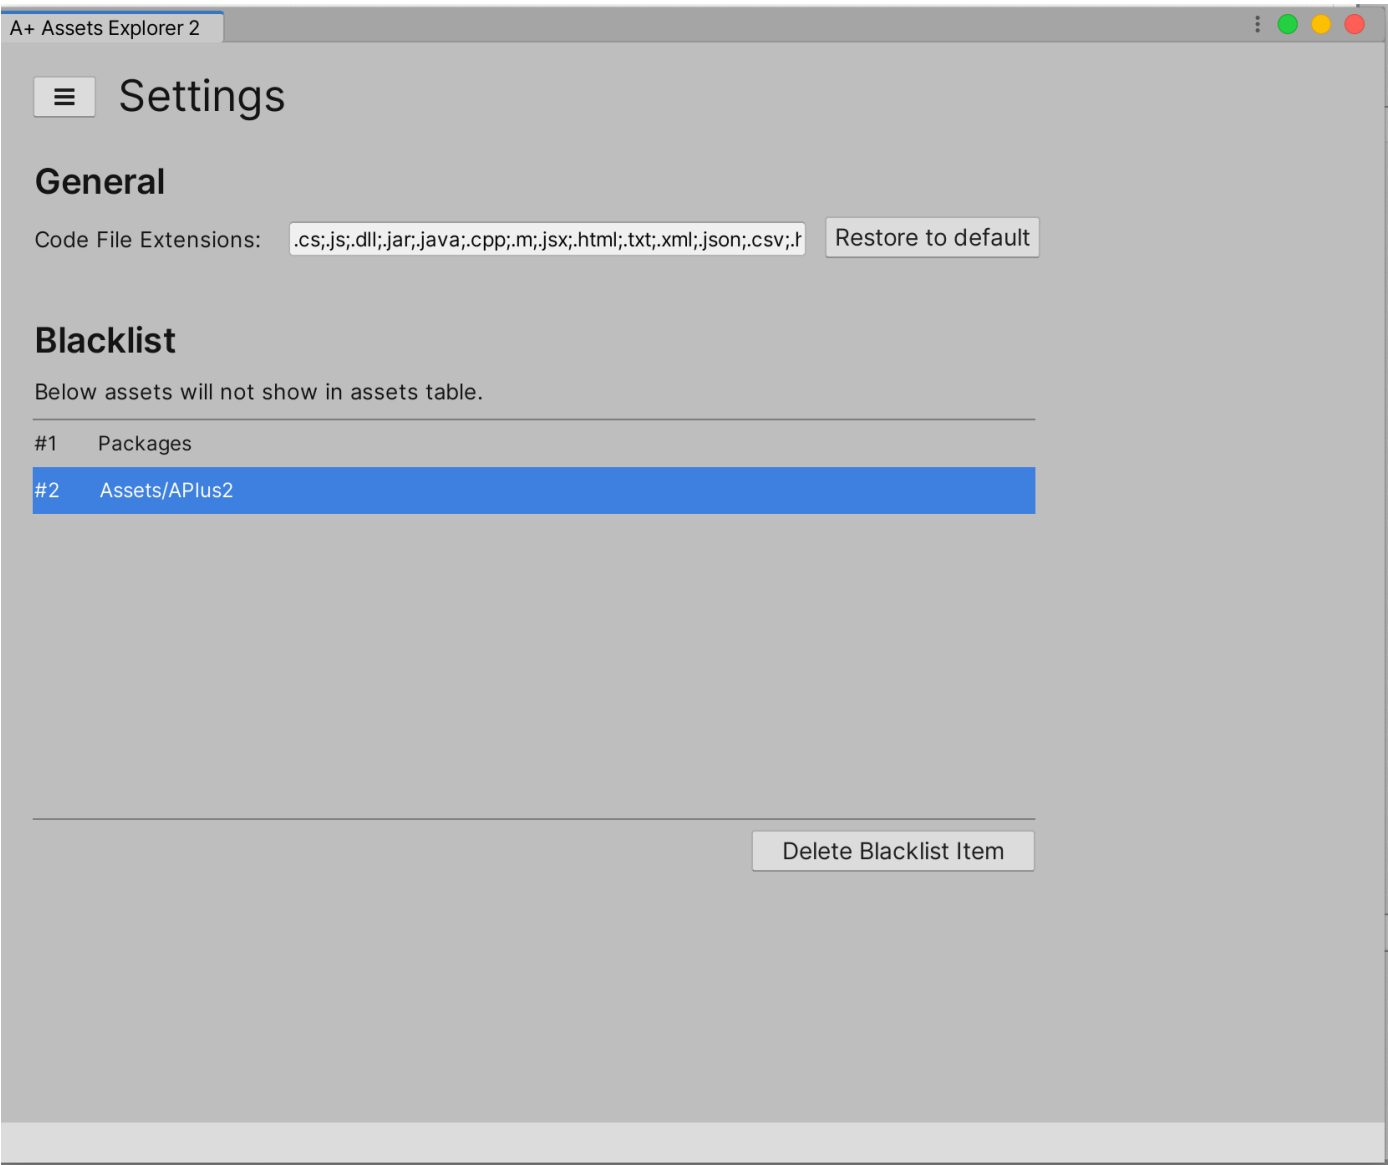 A+ Assets Explorer 2
Settings
General
Code File Extensions: .cs;.js;.dll;.jar;.java;.cpp;.m;.jsx;.html;.txt;.xml;.json;.csv;. Restore to default
Blacklist
Below assets will not show in assets table.
#1 Packages
#2 Assets/APlus2
Delete Blacklist Item